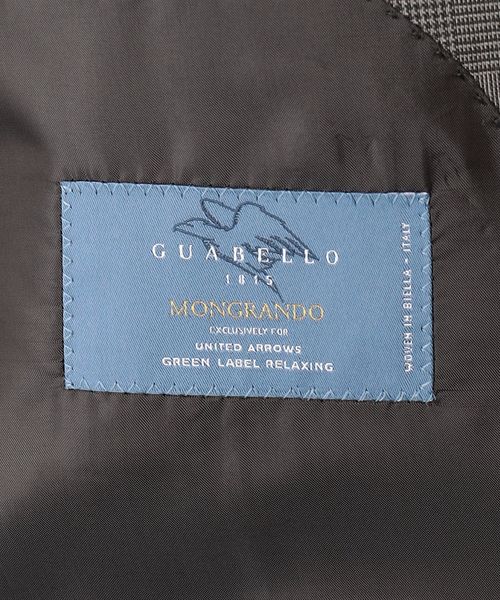 GUABELLO
1815
MONGRANDO
EXCLUSIVELY FOR
UNITED ARROWS
GREEN LABEL RELAXING
WOVEN IN BIELLA - ITALY